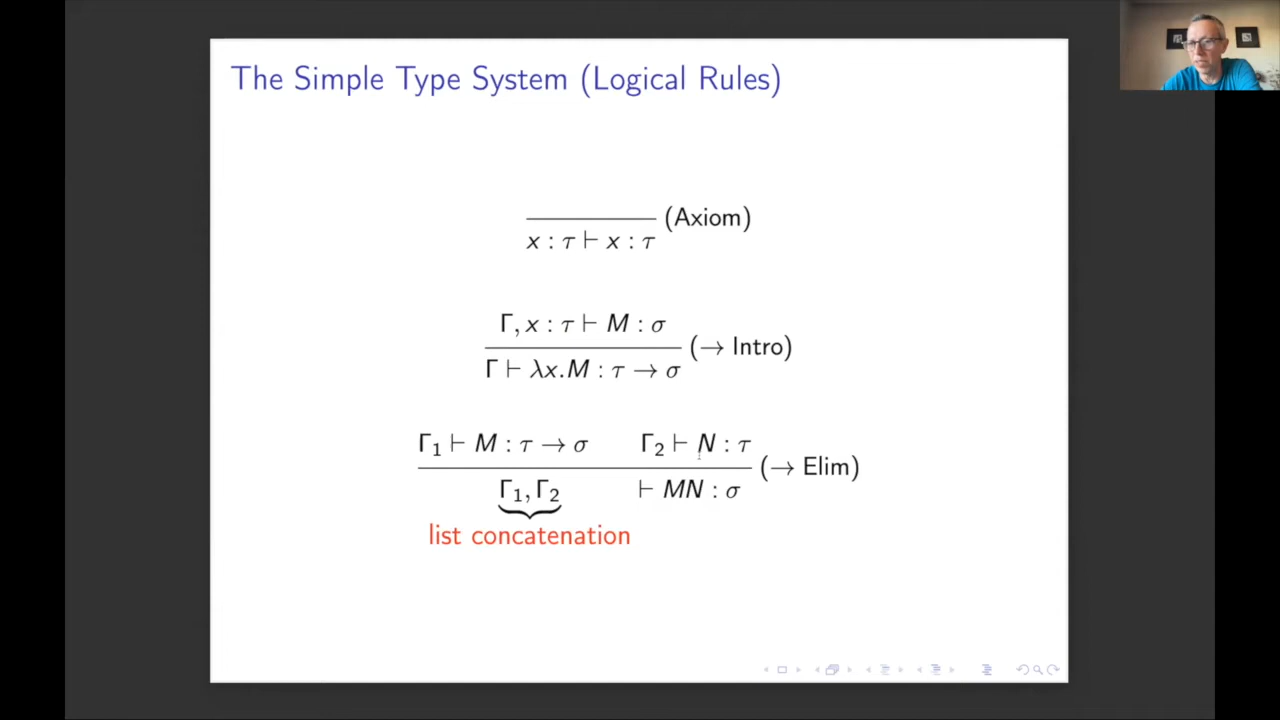 The Simple Type System (Logical Rules)
(Axiom)
x : τ ⊢ x : τ
Γ, x : τ ⊢ M : σ
(→ Intro)
Γ ⊢ λx.M : τ → σ
Γ₁ ⊢ M : τ → σ Γ₂ ⊢ N : τ
(→ Elim)
Γ₁, Γ₂ ⊢ MN : σ
list concatenation